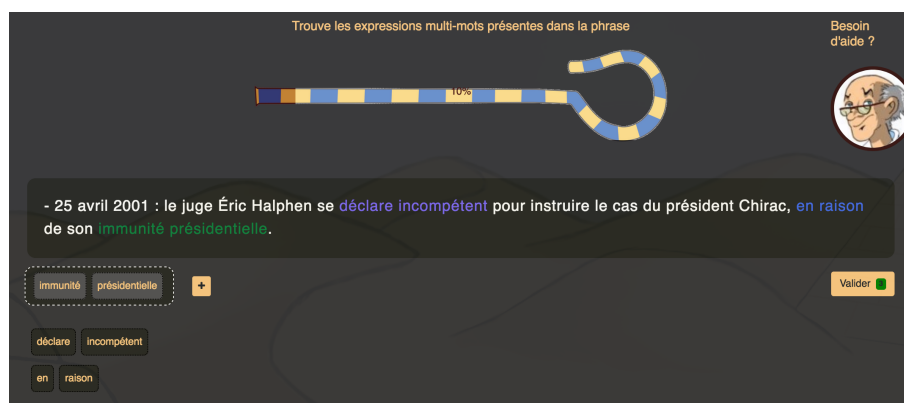 Trouve les expressions multi-mots présentes dans la phrase
Besoin
d'aide ?
10%
- 25 avril 2001 : le juge Éric Halphen se déclare incompétent pour instruire le cas du président Chirac, en raison
de son immunité présidentielle.
immunité présidentielle +
Valider 3
déclare incompétent
en raison